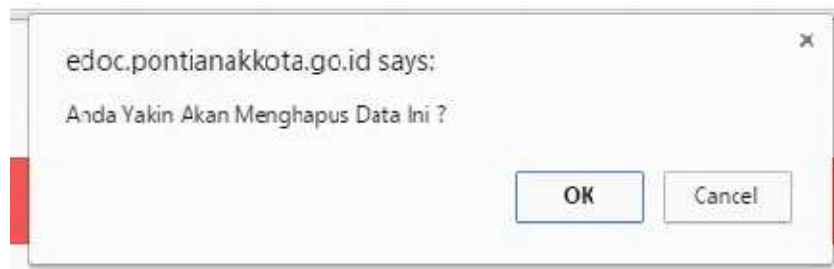 edoc.pontianakkota.go.id says:
Anda Yakin Akan Menghapus Data Ini ?
OK Cancel